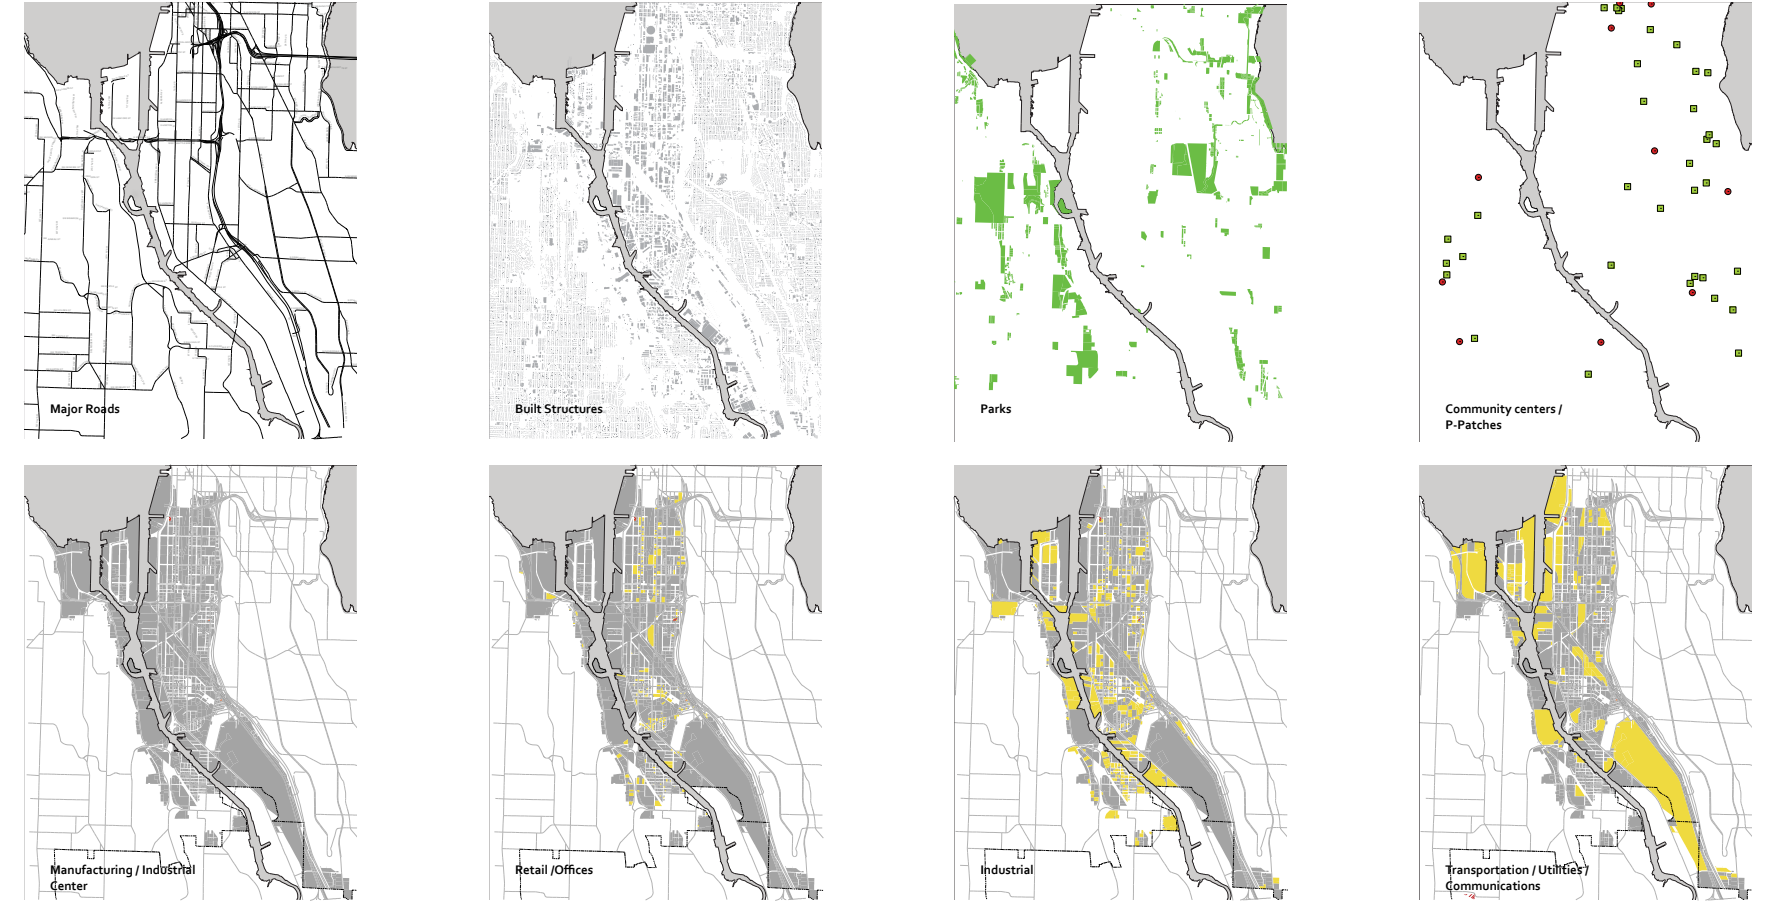 Major Roads
Built Structures
Parks
Community centers /
P-Patches
Manufacturing / Industrial
Center
Retail /Offices
Industrial
Transportation / Utilities /
Communications